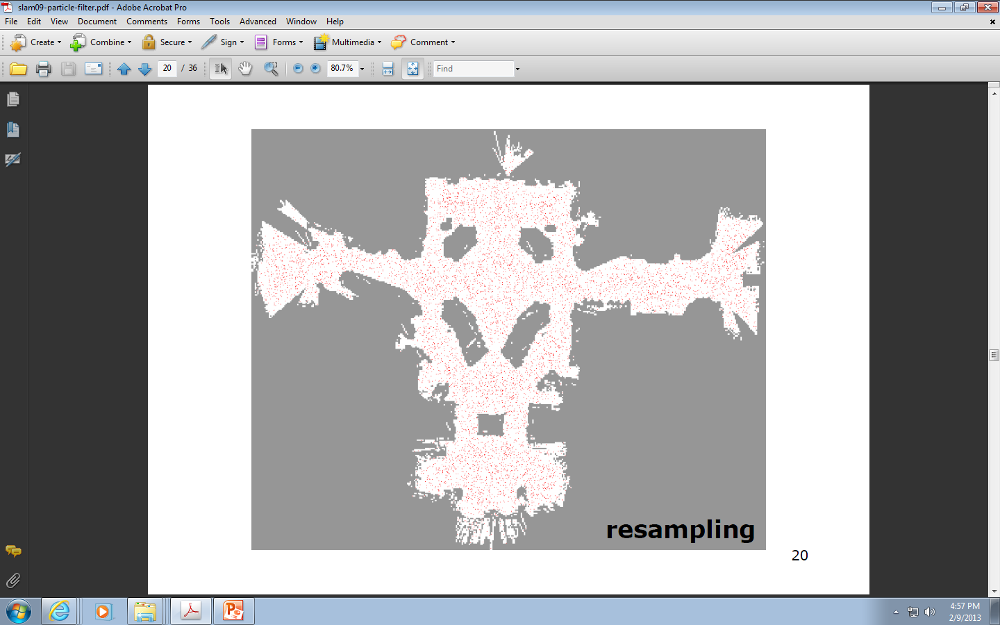 slam09-particle-filter.pdf - Adobe Acrobat Pro
File Edit View Document Comments Forms Tools Advanced Window Help
Create Combine Secure Sign Forms Multimedia Comment
20 / 36 80.7% Find
resampling
20
4:57 PM
2/9/2013